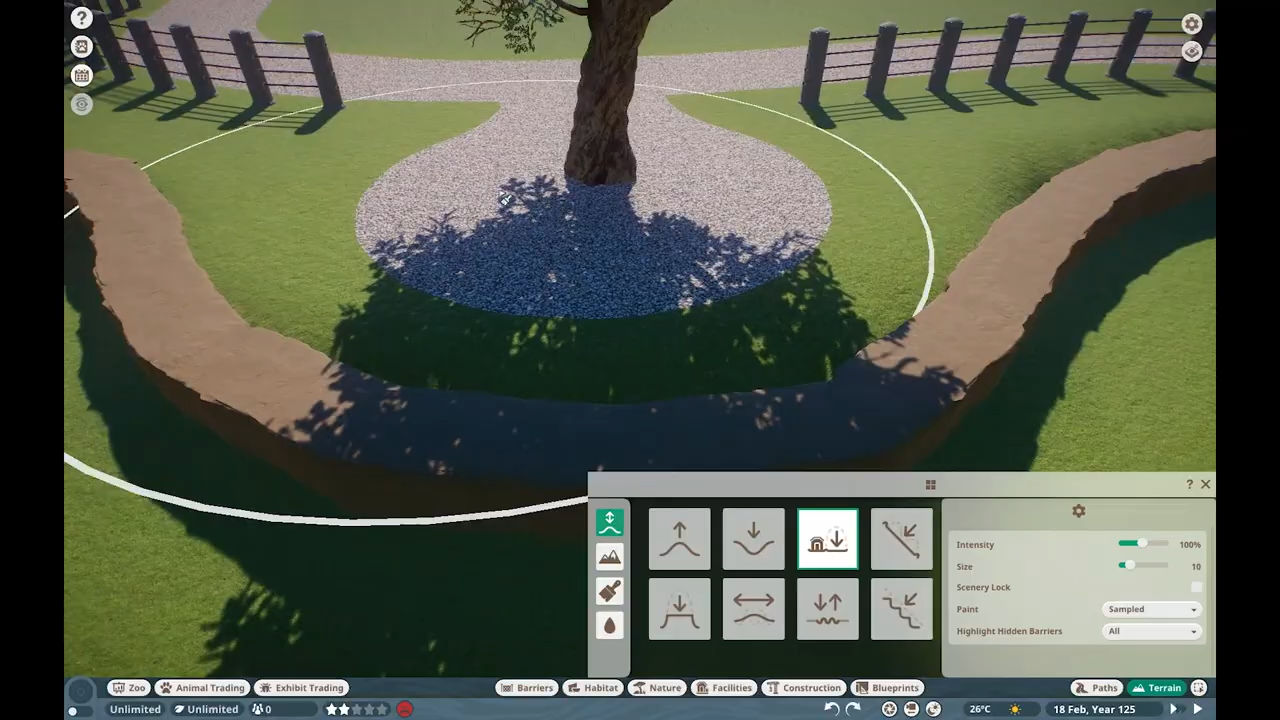 ?
? ×
Intensity 100%
Size 10
Scenery Lock
Paint Sampled
Highlight Hidden Barriers All
Zoo Animal Trading Exhibit Trading Barriers Habitat Nature Facilities Construction Blueprints Paths Terrain
Unlimited Unlimited 0 26°C 18 Feb, Year 125